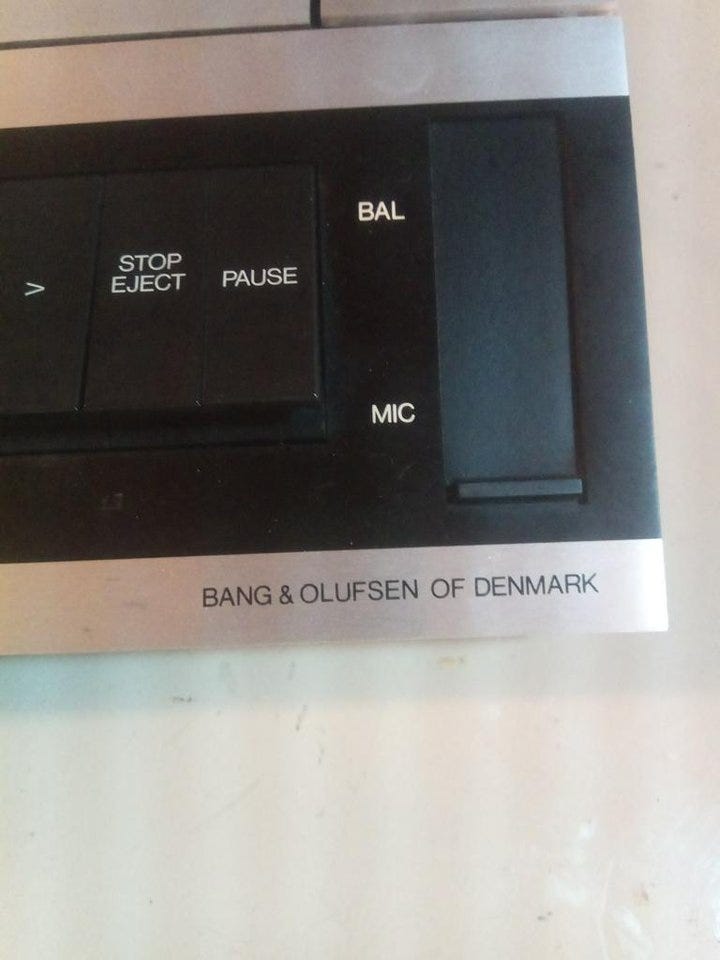 BAL
>
STOP
EJECT
PAUSE
MIC
BANG & OLUFSEN OF DENMARK